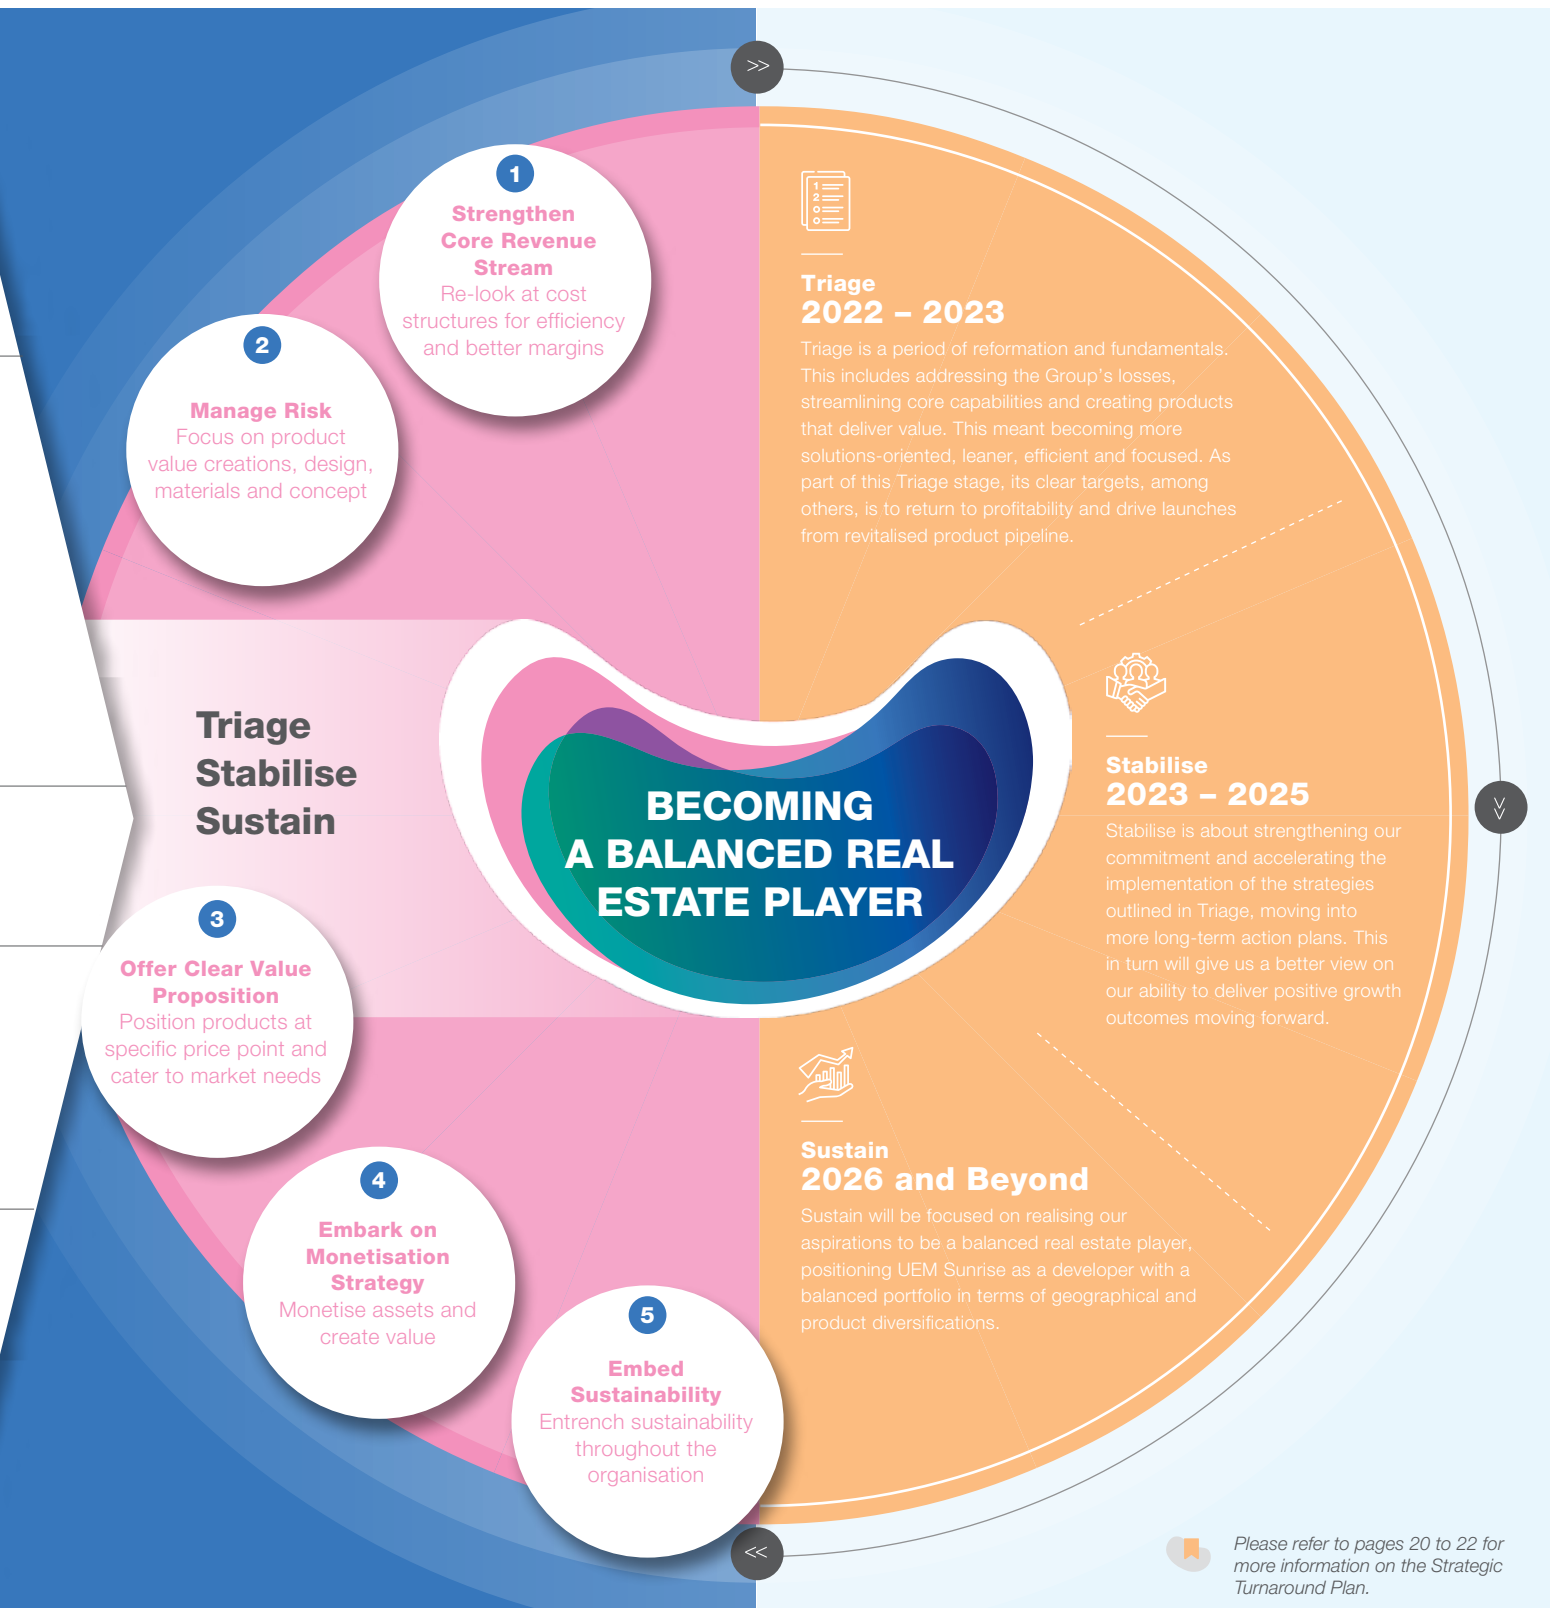 >>
1
Strengthen
Core Revenue
Stream
Re-look at cost
structures for efficiency
and better margins
2
Manage Risk
Focus on product
value creations, design,
materials and concept
Triage
Stabilise
Sustain
3
Offer Clear Value
Proposition
Position products at
specific price point and
cater to market needs
4
Embark on
Monetisation
Strategy
Monetise assets and
create value
5
Embed
Sustainability
Entrench sustainability
throughout the
organisation
BECOMING
A BALANCED REAL
ESTATE PLAYER
1
2
Triage
2022 – 2023
Triage is a period of reformation and fundamentals.
This includes addressing the Group's losses,
streamlining core capabilities and creating products
that deliver value. This meant becoming more
solutions-oriented, leaner, efficient and focused. As
part of this Triage stage, its clear targets, among
others, is to return to profitability and drive launches
from revitalised product pipeline.
Stabilise
2023 – 2025
Stabilise is about strengthening our
commitment and accelerating the
implementation of the strategies
outlined in Triage, moving into
more long-term action plans. This
in turn will give us a better view on
our ability to deliver positive growth
outcomes moving forward.
>>
Sustain
2026 and Beyond
Sustain will be focused on realising our
aspirations to be a balanced real estate player,
positioning UEM Sunrise as a developer with a
balanced portfolio in terms of geographical and
product diversifications.
<<
Please refer to pages 20 to 22 for
more information on the Strategic
Turnaround Plan.